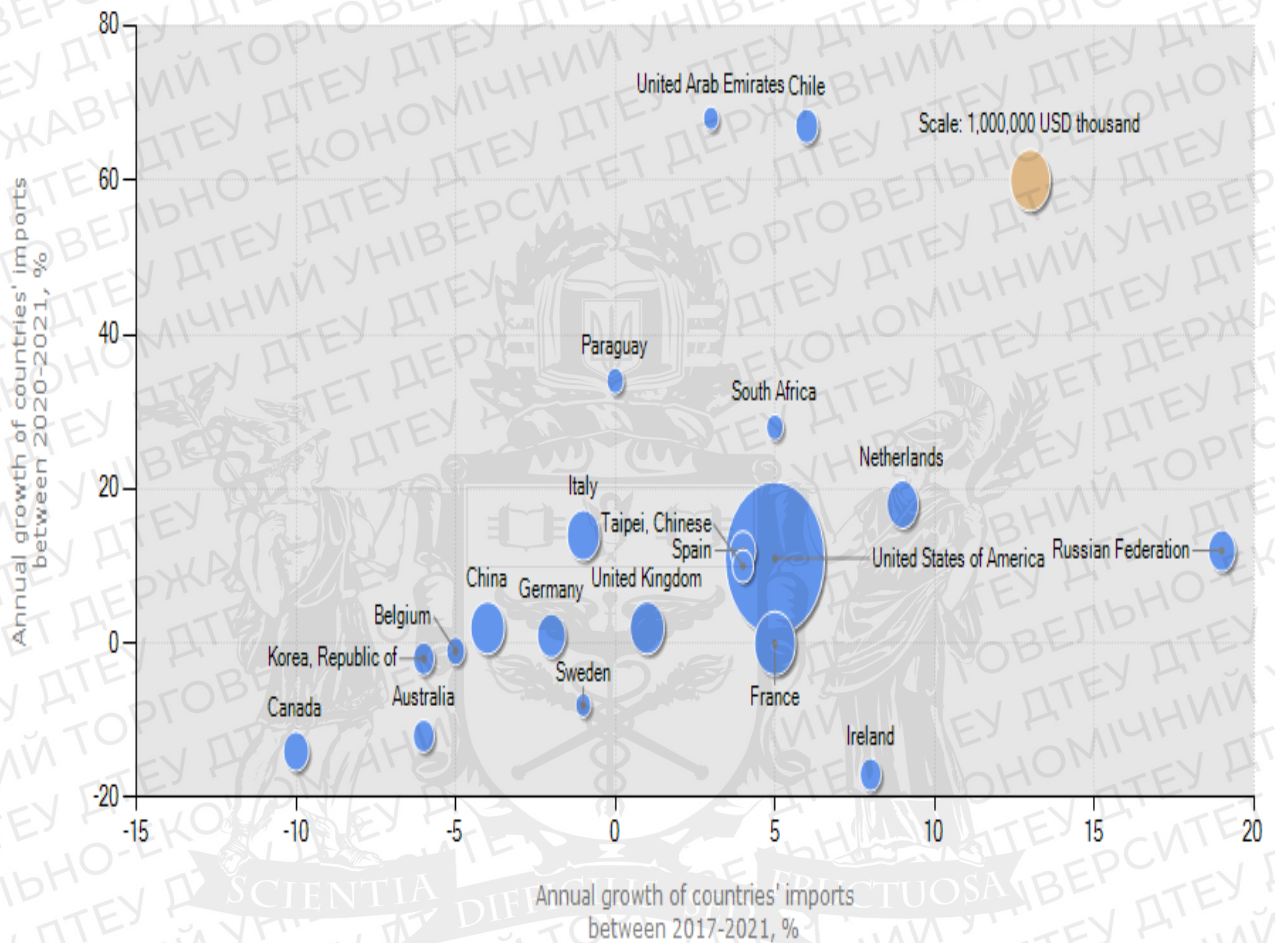 80
United Arab Emirates Chile
Scale: 1,000,000 USD thousand
60
Annual growth of countries' imports
between 2020-2021, %
40
Paraguay
South Africa
Netherlands
20
Italy
Taipei, Chinese
Spain
United States of America
Russian Federation
China
Germany
United Kingdom
Belgium
0
Korea, Republic of
Sweden
Australia
France
Canada
Ireland
-20
-15 -10 -5 0 5 10 15 20
Annual growth of countries' imports
between 2017-2021, %
SCIENTIA
FRUCTUOSA